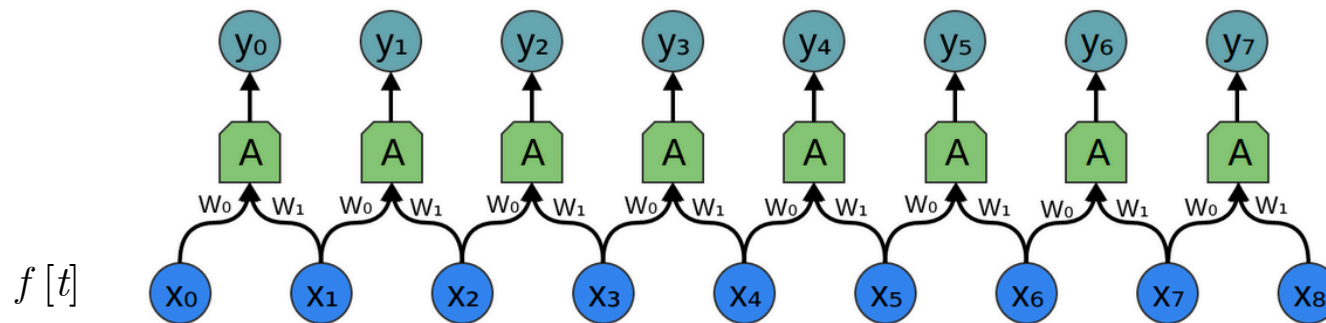 y₀ y₁ y₂ y₃ y₄ y₅ y₆ y₇
A A A A A A A A
W₀ W₁ W₀ W₁ W₀ W₁ W₀ W₁ W₀ W₁ W₀ W₁ W₀ W₁ W₀ W₁
f [t] x₀ x₁ x₂ x₃ x₄ x₅ x₆ x₇ x₈